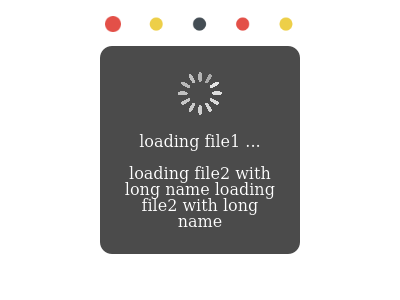 loading file1 ...
loading file2 with
long name loading
file2 with long
name